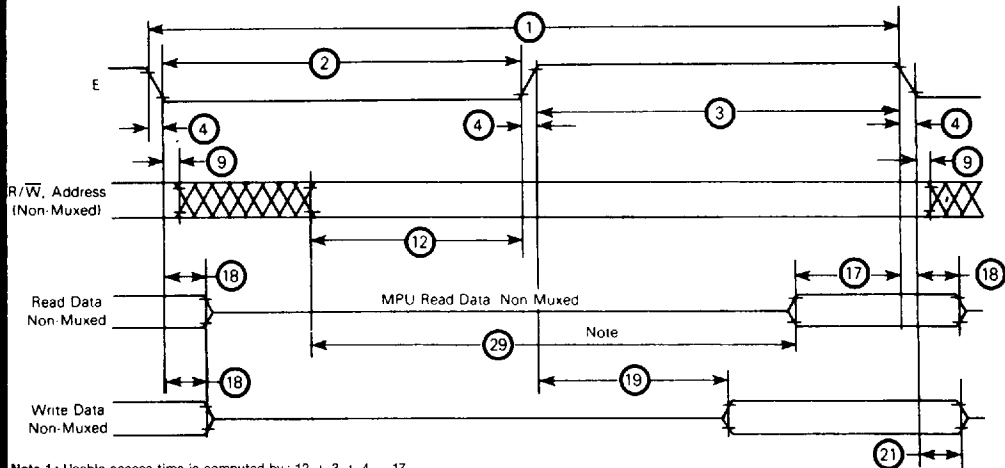 1
2
E
3
4
4
4
9
9
R/W, Address
(Non-Muxed)
12
18
17
18
Read Data
Non-Muxed
MPU Read Data Non Muxed
Note
29
18
19
Write Data
Non-Muxed
21
Note 1: Usable access time is computed by: 12 + 3 + 4 - 17